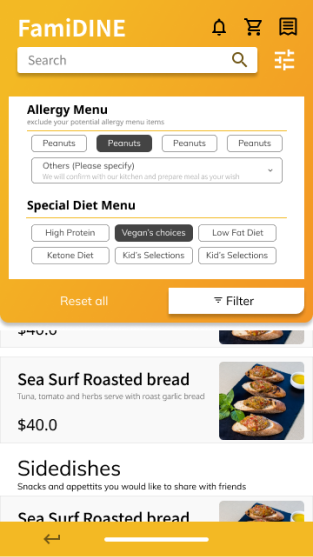 FamiDINE
Search
Allergy Menu
exclude your potential allergy menu items
Peanuts Peanuts Peanuts Peanuts
Others (Please specify)
We will confirm with our kitchen and prepare meal as your wish
Special Diet Menu
High Protein Vegan's choices Low Fat Diet
Ketone Diet Kid's Selections Kid's Selections
Reset all Filter
$40.0
Sea Surf Roasted bread
Tuna, tomato and herbs serve with roast garlic bread
$40.0
Sidedishes
Snacks and appettits you would like to share with friends
Sea Surf Roasted bread